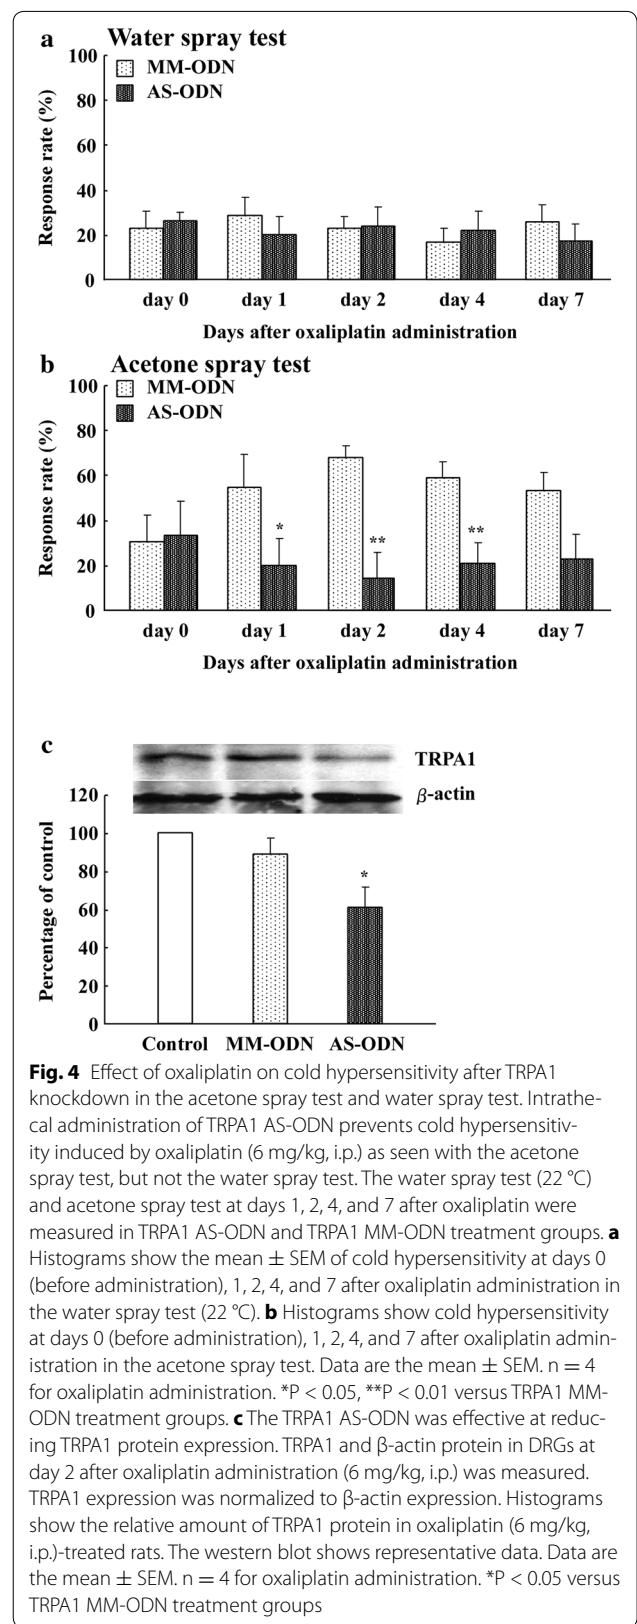 a Water spray test
100
80
60
40
20
0
Response rate (%)
MM-ODN
AS-ODN
day 0 day 1 day 2 day 4 day 7
Days after oxaliplatin administration
b Acetone spray test
100
80
60
40
20
0
Response rate (%)
MM-ODN
AS-ODN
* ** **
day 0 day 1 day 2 day 4 day 7
Days after oxaliplatin administration
c
TRPA1
β-actin
120
100
80
60
40
20
0
Percentage of control
*
Control MM-ODN AS-ODN
Fig. 4 Effect of oxaliplatin on cold hypersensitivity after TRPA1
knockdown in the acetone spray test and water spray test. Intrathe-
cal administration of TRPA1 AS-ODN prevents cold hypersensitiv-
ity induced by oxaliplatin (6 mg/kg, i.p.) as seen with the acetone
spray test, but not the water spray test. The water spray test (22 °C)
and acetone spray test at days 1, 2, 4, and 7 after oxaliplatin were
measured in TRPA1 AS-ODN and TRPA1 MM-ODN treatment groups. a
Histograms show the mean ± SEM of cold hypersensitivity at days 0
(before administration), 1, 2, 4, and 7 after oxaliplatin administration in
the water spray test (22 °C). b Histograms show cold hypersensitivity
at days 0 (before administration), 1, 2, 4, and 7 after oxaliplatin admin-
istration in the acetone spray test. Data are the mean ± SEM. n = 4
for oxaliplatin administration. *P < 0.05, **P < 0.01 versus TRPA1 MM-
ODN treatment groups. c The TRPA1 AS-ODN was effective at reduc-
ing TRPA1 protein expression. TRPA1 and β-actin protein in DRGs at
day 2 after oxaliplatin administration (6 mg/kg, i.p.) was measured.
TRPA1 expression was normalized to β-actin expression. Histograms
show the relative amount of TRPA1 protein in oxaliplatin (6 mg/kg,
i.p.)-treated rats. The western blot shows representative data. Data are
the mean ± SEM. n = 4 for oxaliplatin administration. *P < 0.05 versus
TRPA1 MM-ODN treatment groups